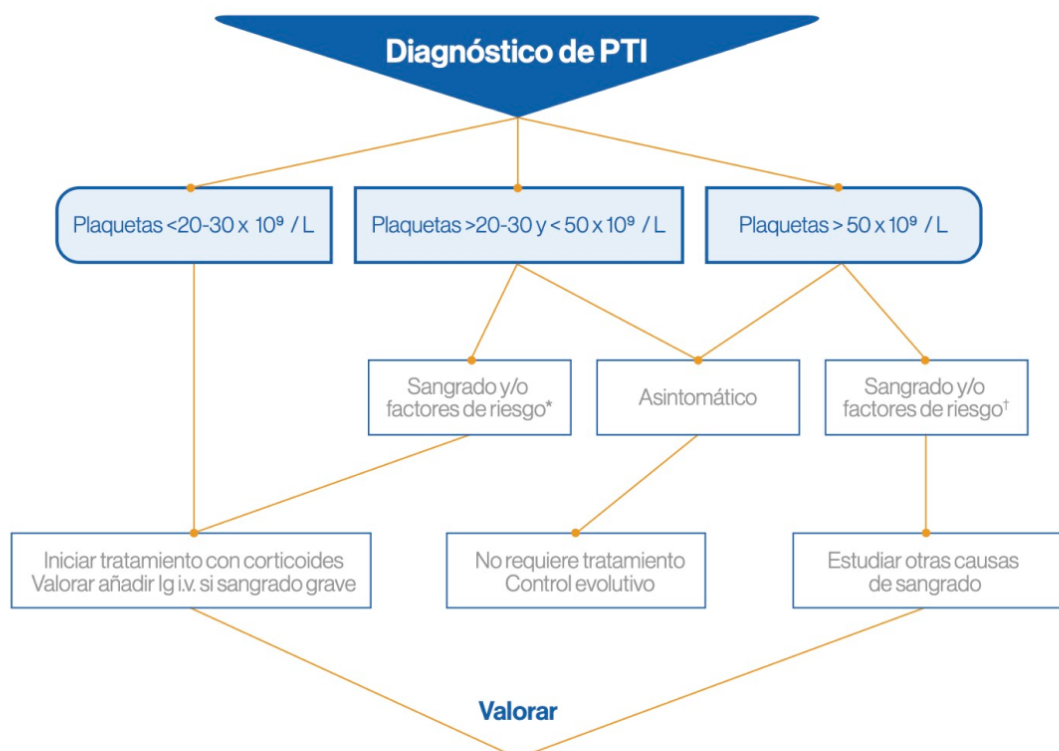 Diagnóstico de PTI
Plaquetas <20-30 x 10⁹ / L
Plaquetas >20-30 y < 50 x 10⁹ / L
Plaquetas > 50 x 10⁹ / L
Sangrado y/o
factores de riesgo*
Asintomático
Sangrado y/o
factores de riesgo†
Iniciar tratamiento con corticoides
Valorar añadir Ig i.v. si sangrado grave
No requiere tratamiento
Control evolutivo
Estudiar otras causas
de sangrado
Valorar